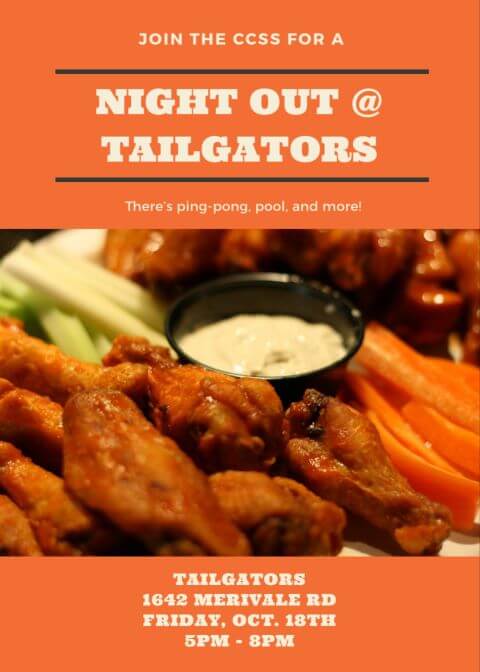 JOIN THE CCSS FOR A
NIGHT OUT @
TAILGATORS
There's ping-pong, pool, and more!
TAILGATORS
1642 MERIVALE RD
FRIDAY, OCT. 18TH
5PM - 8PM